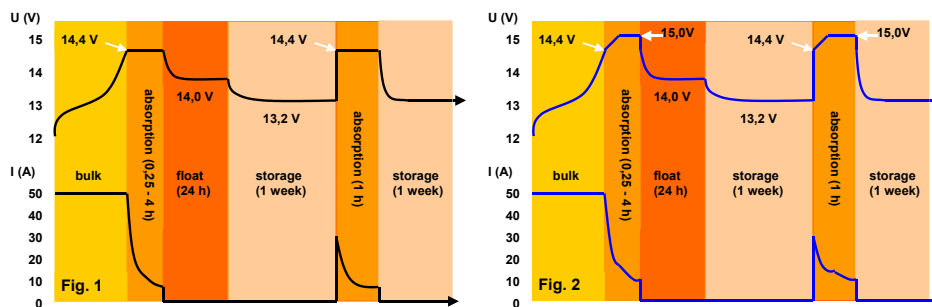 U (V)
15
14
13
12
I (A)
50
40
30
20
10
0
14,4 V
14,0 V
13,2 V
14,4 V
bulk
absorption (0,25 - 4 h)
float
(24 h)
storage
(1 week)
absorption (1 h)
storage
(1 week)
Fig. 1
U (V)
15
14
13
12
I (A)
50
40
30
20
10
0
14,4 V
15,0V
14,0 V
13,2 V
14,4 V
15,0V
bulk
absorption (0,25 - 4 h)
float
(24 h)
storage
(1 week)
absorption (1 h)
storage
(1 week)
Fig. 2